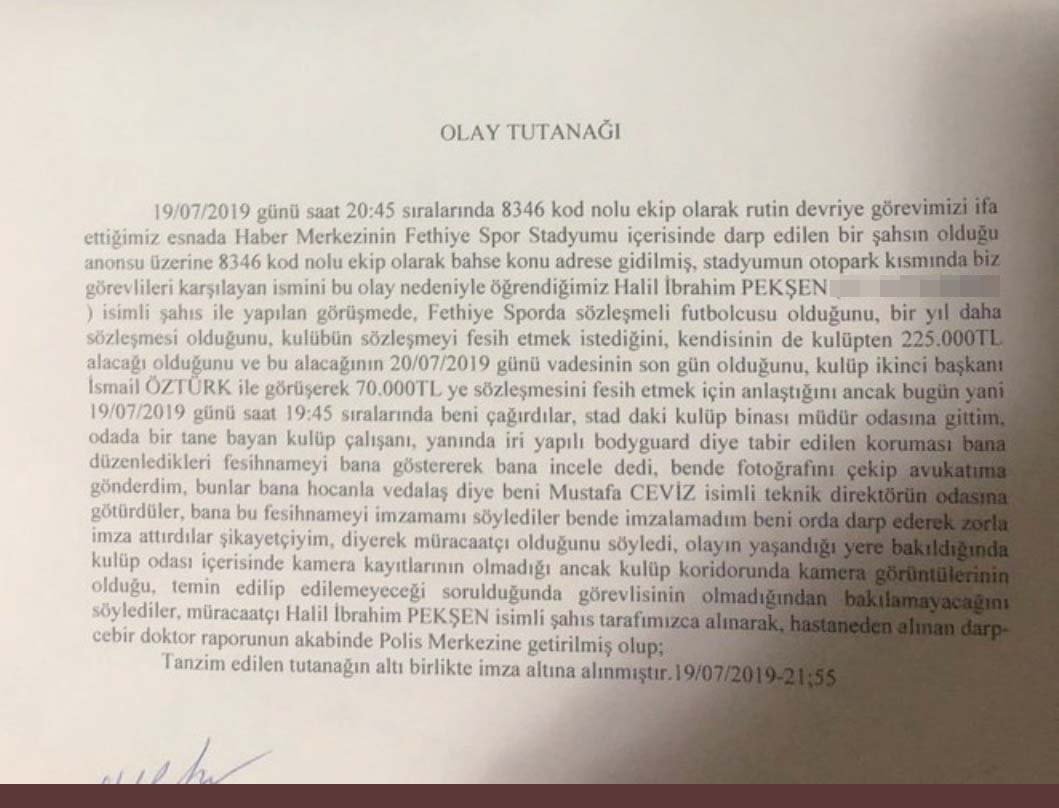 OLAY TUTANAĞI
19/07/2019 günü saat 20:45 sıralarında 8346 kod nolu ekip olarak rutin devriye görevimizi ifa
ettiğimiz esnada Haber Merkezinin Fethiye Spor Stadyumu içerisinde darp edilen bir şahsın olduğu
anonsu üzerine 8346 kod nolu ekip olarak bahse konu adrese gidilmiş, stadyumun otopark kısmında biz
görevlileri karşılayan ismini bu olay nedeniyle öğrendiğimiz Halil İbrahim PEKŞEN (
) isimli şahıs ile yapılan görüşmede, Fethiye Sporda sözleşmeli futbolcusu olduğunu, bir yıl daha
sözleşmesi olduğunu, kulübün sözleşmeyi fesih etmek istediğini, kendisinin de kulüpten 225.000TL
alacağı olduğunu ve bu alacağının 20/07/2019 günü vadesinin son gün olduğunu, kulüp ikinci başkanı
İsmail ÖZTÜRK ile görüşerek 70.000TL ye sözleşmesini fesih etmek için anlaştığını ancak bugün yani
19/07/2019 günü saat 19:45 sıralarında beni çağırdılar, stad daki kulüp binası müdür odasına gittim,
odada bir tane bayan kulüp çalışanı, yanında iri yapılı bodyguard diye tabir edilen koruması bana
düzenledikleri fesihnameyi bana göstererek bana incele dedi, bende fotoğrafını çekip avukatıma
gönderdim, bunlar bana hocanla vedalaş diye beni Mustafa CEVİZ isimli teknik direktörün odasına
götürdüler, bana bu fesihnameyi imzamamı söylediler bende imzalamadım beni orda darp ederek zorla
imza attırdılar şikayetçiyim, diyerek müracaatçı olduğunu söyledi, olayın yaşandığı yere bakıldığında
kulüp odası içerisinde kamera kayıtlarının olmadığı ancak kulüp koridorunda kamera görüntülerinin
olduğu, temin edilip edilemeyeceği sorulduğunda görevlisinin olmadığından bakılamayacağını
söylediler, müracaatçı Halil İbrahim PEKŞEN isimli şahıs tarafımızca alınarak, hastaneden alınan darp-
cebir doktor raporunun akabinde Polis Merkezine getirilmiş olup;
Tanzim edilen tutanağın altı birlikte imza altına alınmıştır.19/07/2019-21;55